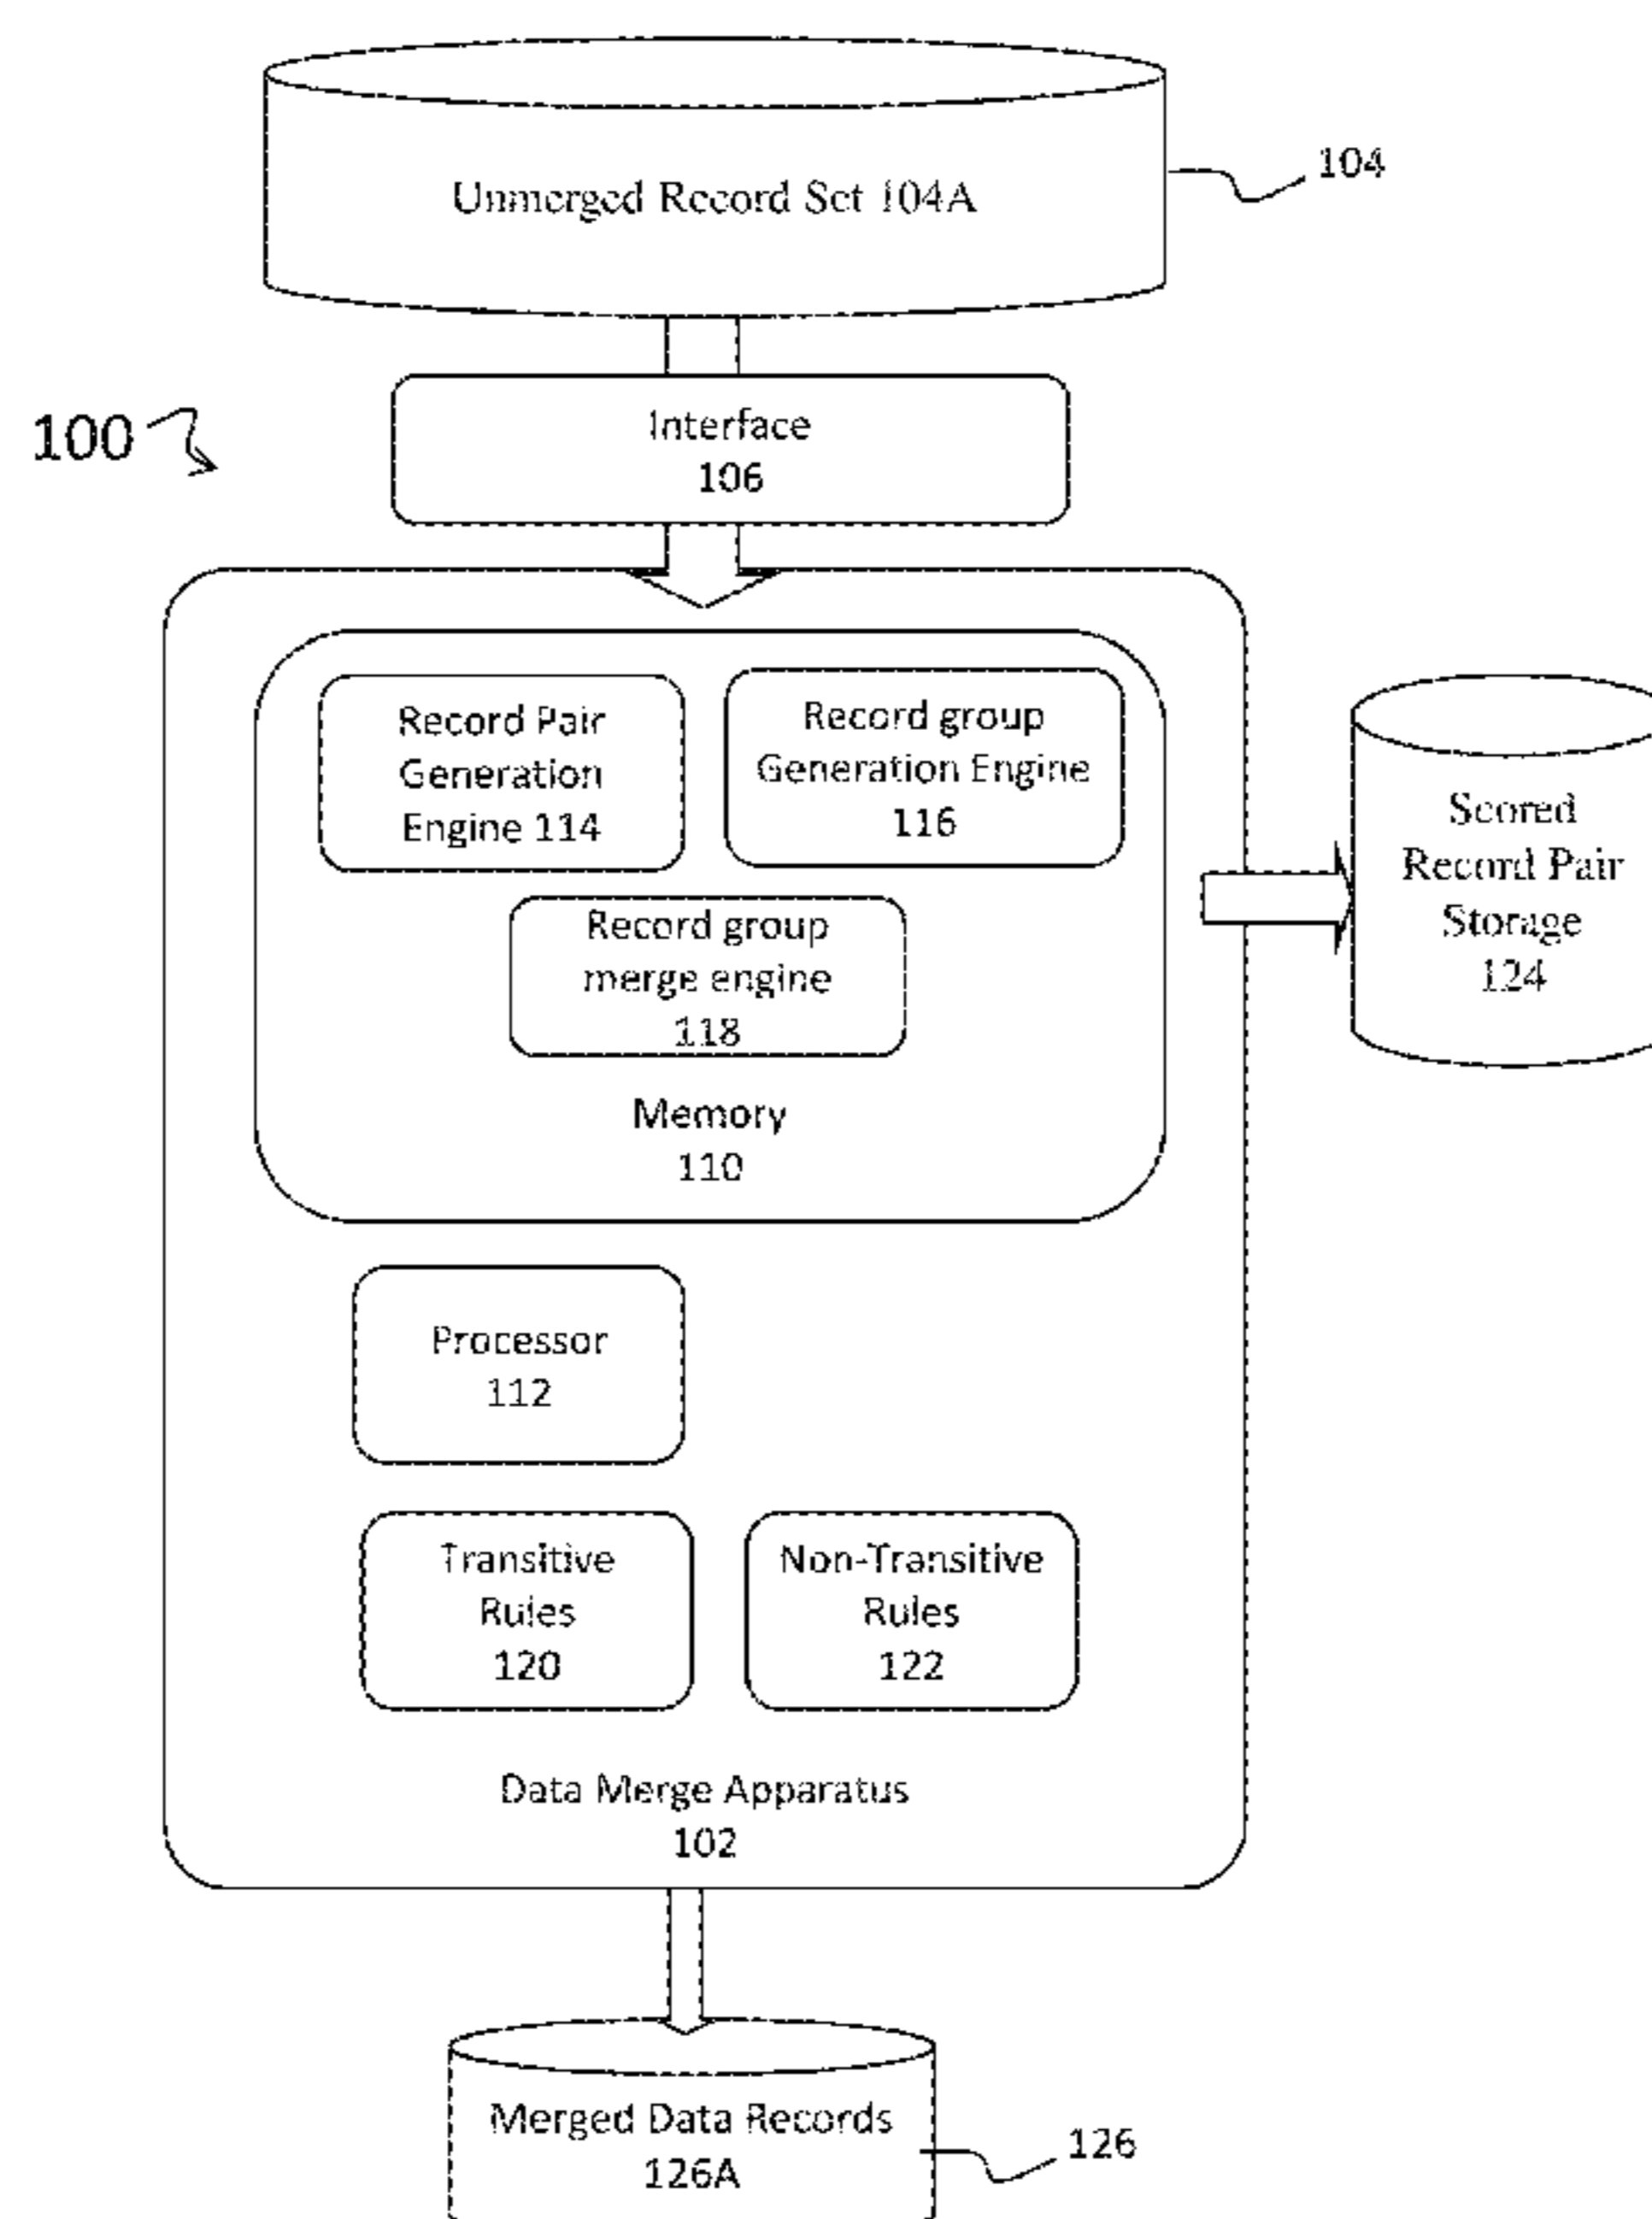 Unmerged Record Set 104A
104
100
Interface
106
Record Pair
Generation
Engine 114
Record group
Generation Engine
116
Record group
merge engine
118
Memory
110
Scored
Record Pair
Storage
124
Processor
112
Transitive
Rules
120
Non-Transitive
Rules
122
Data Merge Apparatus
102
Merged Data Records
126A
126